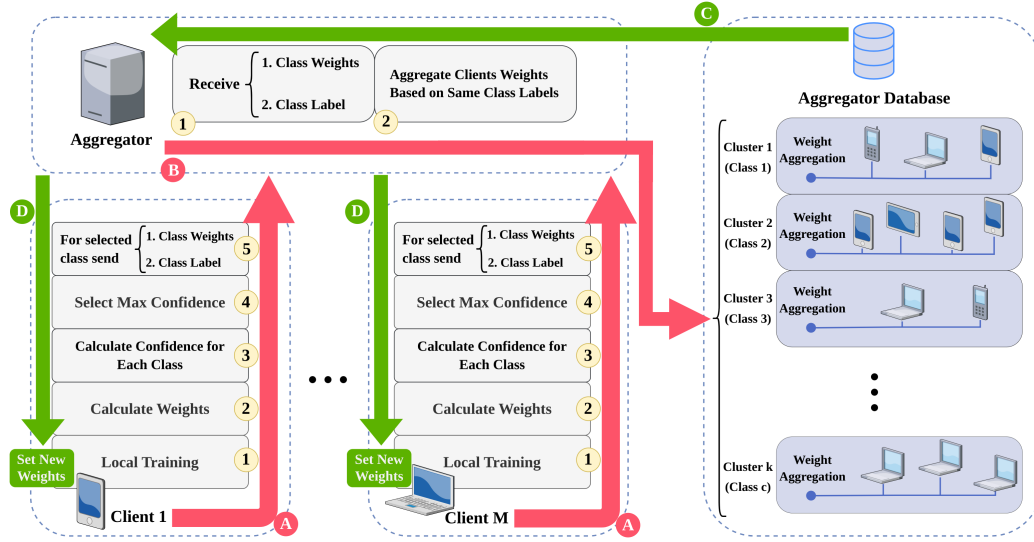 C
Receive
1. Class Weights
2. Class Label
1
Aggregate Clients Weights
Based on Same Class Labels
2
Aggregator
B
Aggregator Database
Cluster 1
(Class 1)
Weight
Aggregation
Cluster 2
(Class 2)
Weight
Aggregation
Cluster 3
(Class 3)
Weight
Aggregation
Cluster k
(Class c)
Weight
Aggregation
D
For selected
class send
1. Class Weights
2. Class Label
5
Select Max Confidence
4
Calculate Confidence for
Each Class
3
Calculate Weights
2
Local Training
1
Set New
Weights
Client 1
A
D
For selected
class send
1. Class Weights
2. Class Label
5
Select Max Confidence
4
Calculate Confidence for
Each Class
3
Calculate Weights
2
Local Training
1
Set New
Weights
Client M
A